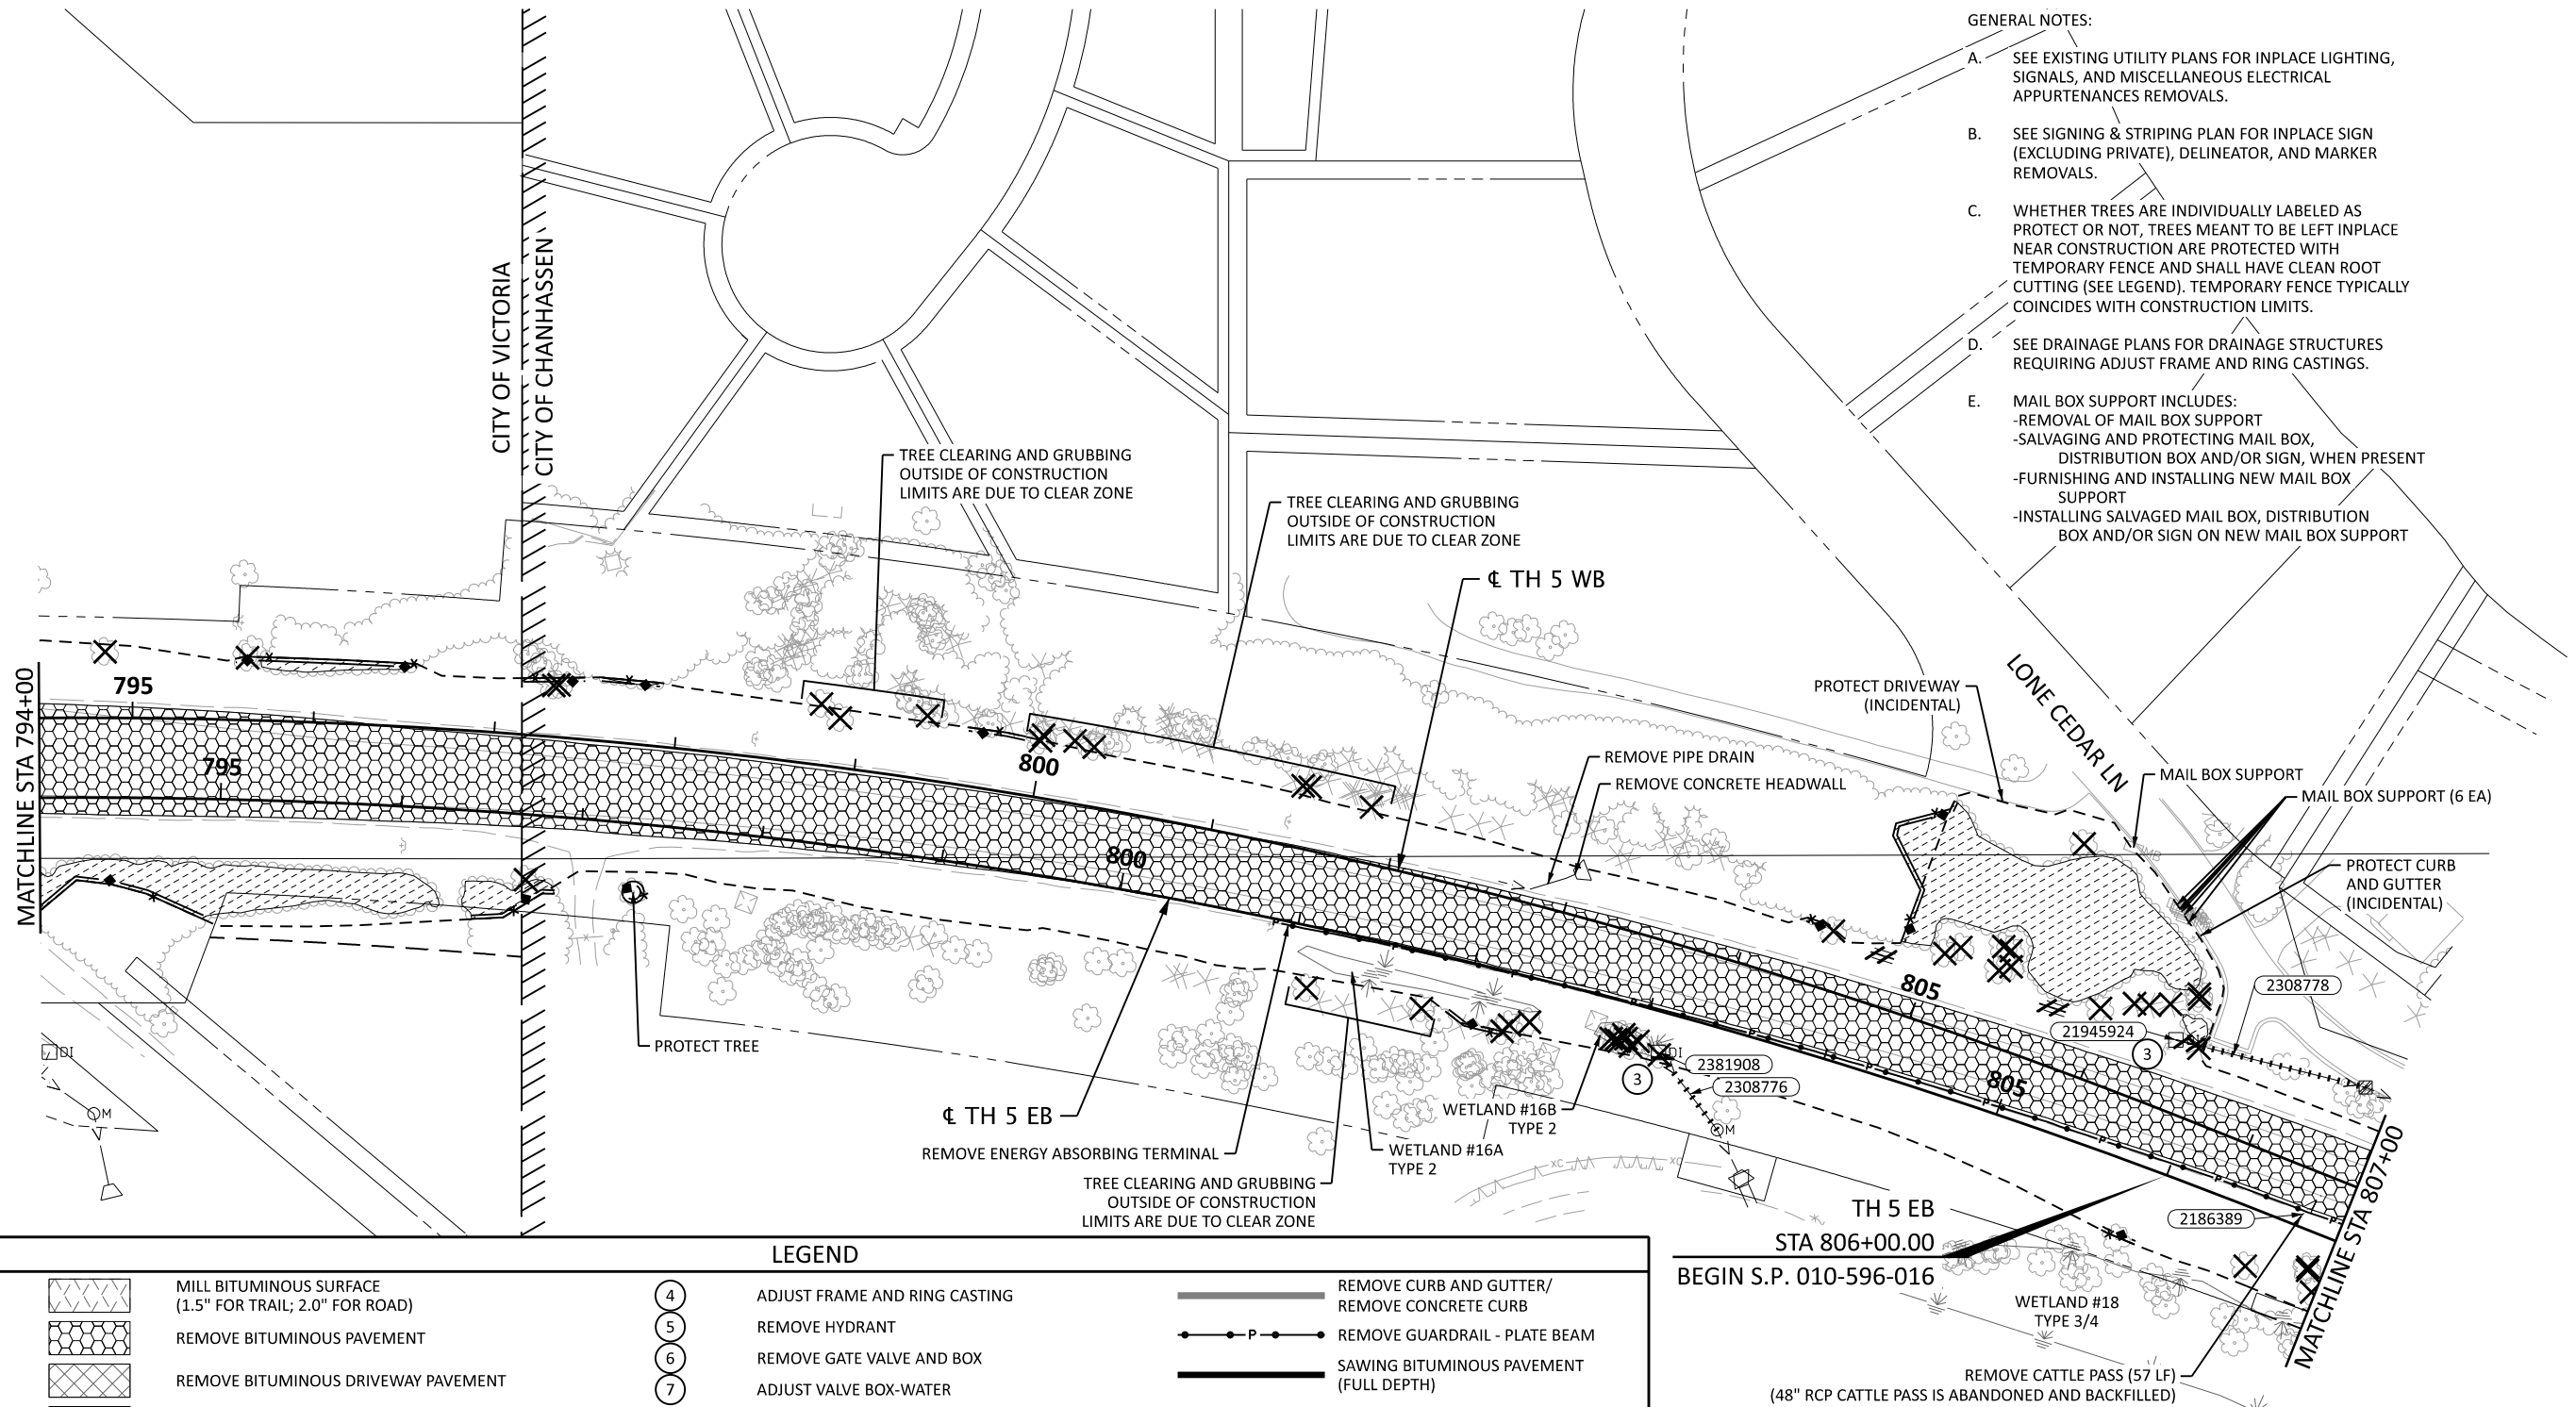 GENERAL NOTES:
A. SEE EXISTING UTILITY PLANS FOR INPLACE LIGHTING,
SIGNALS, AND MISCELLANEOUS ELECTRICAL
APPURTENANCES REMOVALS.
B. SEE SIGNING & STRIPING PLAN FOR INPLACE SIGN
(EXCLUDING PRIVATE), DELINEATOR, AND MARKER
REMOVALS.
C. WHETHER TREES ARE INDIVIDUALLY LABELED AS
PROTECT OR NOT, TREES MEANT TO BE LEFT INPLACE
NEAR CONSTRUCTION ARE PROTECTED WITH
TEMPORARY FENCE AND SHALL HAVE CLEAN ROOT
CUTTING (SEE LEGEND). TEMPORARY FENCE TYPICALLY
COINCIDES WITH CONSTRUCTION LIMITS.
D. SEE DRAINAGE PLANS FOR DRAINAGE STRUCTURES
REQUIRING ADJUST FRAME AND RING CASTINGS.
E. MAIL BOX SUPPORT INCLUDES:
-REMOVAL OF MAIL BOX SUPPORT
-SALVAGING AND PROTECTING MAIL BOX,
DISTRIBUTION BOX AND/OR SIGN, WHEN PRESENT
-FURNISHING AND INSTALLING NEW MAIL BOX
SUPPORT
-INSTALLING SALVAGED MAIL BOX, DISTRIBUTION
BOX AND/OR SIGN ON NEW MAIL BOX SUPPORT
CITY OF VICTORIA
CITY OF CHANHASSEN
TREE CLEARING AND GRUBBING
OUTSIDE OF CONSTRUCTION
LIMITS ARE DUE TO CLEAR ZONE
TREE CLEARING AND GRUBBING
OUTSIDE OF CONSTRUCTION
LIMITS ARE DUE TO CLEAR ZONE
℄ TH 5 WB
MATCHLINE STA 794+00
795
795
800
800
805
805
PROTECT DRIVEWAY
(INCIDENTAL)
LONE CEDAR LN
REMOVE PIPE DRAIN
REMOVE CONCRETE HEADWALL
MAIL BOX SUPPORT
MAIL BOX SUPPORT (6 EA)
MB
PROTECT CURB
AND GUTTER
(INCIDENTAL)
2308778
21945924
3
DI
2381908
3
2308776
M
DI
M
PROTECT TREE
℄ TH 5 EB
REMOVE ENERGY ABSORBING TERMINAL
WETLAND #16B
TYPE 2
WETLAND #16A
TYPE 2
TREE CLEARING AND GRUBBING
OUTSIDE OF CONSTRUCTION
LIMITS ARE DUE TO CLEAR ZONE
XC
XC
P
P
P
P
P
P
P
P
P
TH 5 EB
STA 806+00.00
BEGIN S.P. 010-596-016
2186389
MATCHLINE STA 807+00
WETLAND #18
TYPE 3/4
REMOVE CATTLE PASS (57 LF)
(48" RCP CATTLE PASS IS ABANDONED AND BACKFILLED)
LEGEND
MILL BITUMINOUS SURFACE
(1.5" FOR TRAIL; 2.0" FOR ROAD)
REMOVE BITUMINOUS PAVEMENT
REMOVE BITUMINOUS DRIVEWAY PAVEMENT
4 ADJUST FRAME AND RING CASTING
5 REMOVE HYDRANT
6 REMOVE GATE VALVE AND BOX
7 ADJUST VALVE BOX-WATER
REMOVE CURB AND GUTTER/
REMOVE CONCRETE CURB
P REMOVE GUARDRAIL - PLATE BEAM
SAWING BITUMINOUS PAVEMENT
(FULL DEPTH)